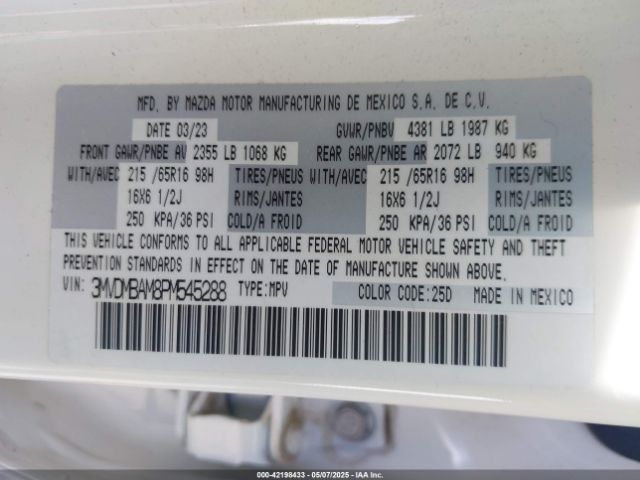 MFD. BY MAZDA MOTOR MANUFACTURING DE MEXICO S.A. DE C.V.
DATE 03/23 GVWR/PNBV 4381 LB 1987 KG
FRONT GAWR/PNBE AV 2355 LB 1068 KG REAR GAWR/PNBE AR 2072 LB 940 KG
WITH/AVEC 215 /65R16 98H TIRES/PNEUS WITH/AVEC 215 /65R16 98H TIRES/PNEUS
16X6 1/2J RIMS/JANTES 16X6 1/2J RIMS/JANTES
250 KPA/36 PSI COLD/A FROID 250 KPA/36 PSI COLD/A FROID
THIS VEHICLE CONFORMS TO ALL APPLICABLE FEDERAL MOTOR VEHICLE SAFETY AND THEFT
PREVENTION STANDARDS IN EFFECT ON THE DATE OF MANUFACTURE SHOWN ABOVE.
VIN: 3MVDMBAM8PM545288 TYPE:MPV COLOR CODE:25D MADE IN MEXICO
000-42198433 - 05/07/2025 - IAAI.com